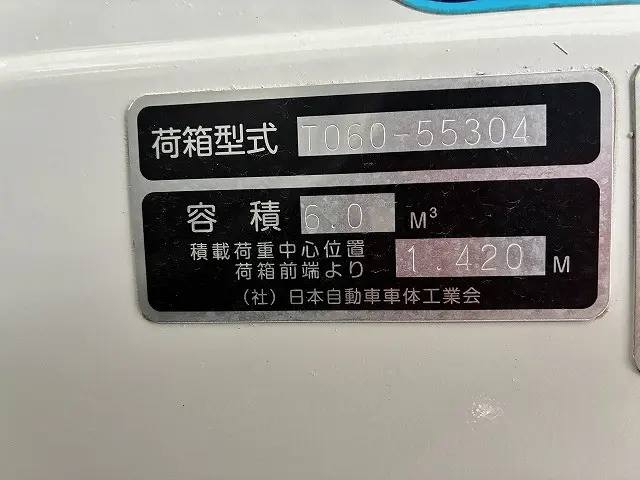 荷箱型式 T060-55304
容積 6.0 M³
積載荷重中心位置
荷箱前端より 1.420 M
（社）日本自動車車体工業会